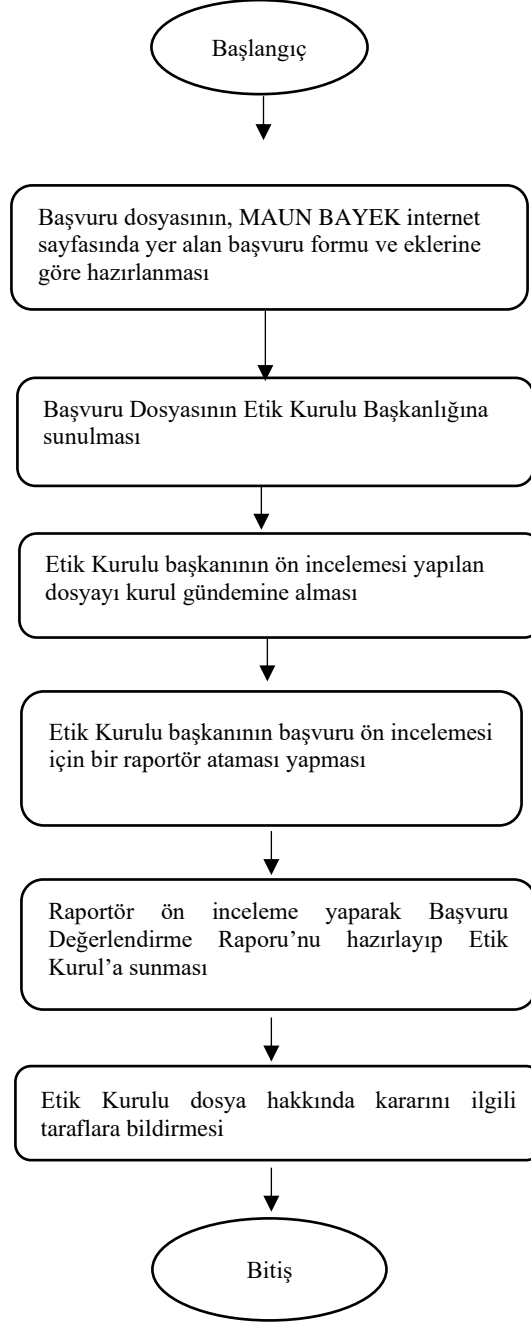 Başlangıç
Başvuru dosyasının, MAUN BAYEK internet
sayfasında yer alan başvuru formu ve eklerine
göre hazırlanması
Başvuru Dosyasının Etik Kurulu Başkanlığına
sunulması
Etik Kurulu başkanının ön incelemesi yapılan
dosyayı kurul gündemine alması
Etik Kurulu başkanının başvuru ön incelemesi
için bir raportör ataması yapması
Raportör ön inceleme yaparak Başvuru
Değerlendirme Raporu’nu hazırlayıp Etik
Kurul’a sunması
Etik Kurulu dosya hakkında kararını ilgili
taraflara bildirmesi
Bitiş